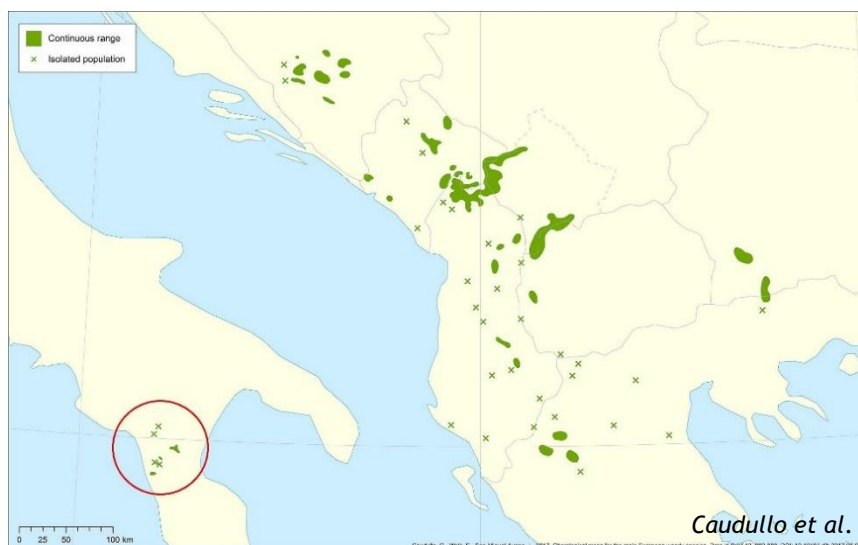 Continuous range
× Isolated population
0 25 50 100 km
Caudullo et al.